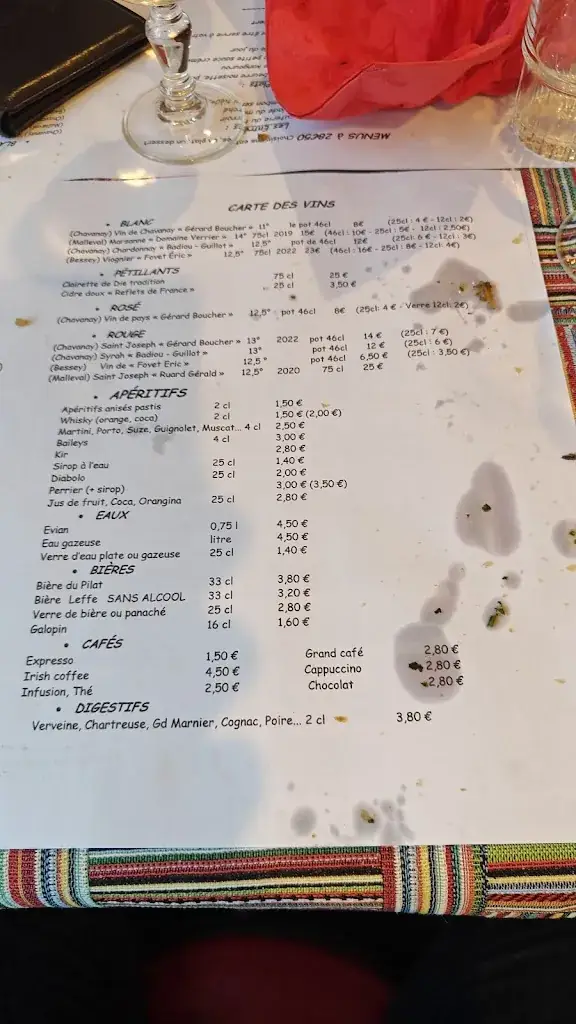 MENUS à 28€50
CARTE DES VINS
• BLANC
(Chavanay) Vin de Chavanay « Gérard Boucher » 11° le pot 46cl 8€ (25cl : 4 € - 12cl : 2€)
(Malleval) Marsanne « Domaine Verrier » 14° 75cl 2019 15€ (46cl : 10€ - 25cl : 5€ - 12cl : 2,50€)
(Chavanay) Chardonnay « Badiou - Guillot » 12,5° pot de 46cl 12€ (25cl : 6 € - 12cl : 3€)
(Bessey) Viognier « Favet Éric » 12,5° 75cl 2022 23€ (46cl : 16€ - 25cl : 8€ - 12cl : 4€)
• PÉTILLANTS
Clairette de Die tradition 75 cl 25 €
Cidre doux « Reflets de France » 25 cl 3,50 €
• ROSÉ
(Chavanay) Vin de pays « Gérard Boucher » 12,5° pot 46cl 8€ (25cl : 4 € - Verre 12cl : 2€)
• ROUGE
(Chavanay) Saint Joseph « Gérard Boucher » 13° 2022 pot 46cl 14 € (25cl : 7 €)
(Chavanay) Syrah « Badiou - Guillot » 13° pot 46cl 12 € (25cl : 6 €)
(Bessey) Vin de « Favet Eric » 12,5 ° pot 46cl 6,50 € (25cl : 3,50 €)
(Malleval) Saint Joseph « Ruard Gérald » 12,5° 2020 75 cl 25 €
• APÉRITIFS
Apéritifs anisés pastis 2 cl 1,50 €
Whisky (orange, coca) 2 cl 1,50 € (2,00 €)
Martini, Porto, Suze, Guignolet, Muscat... 4 cl 2,50 €
Baileys 4 cl 3,00 €
Kir 2,80 €
Sirop à l'eau 25 cl 1,40 €
Diabolo 25 cl 2,00 €
Perrier (+ sirop) 3,00 € (3,50 €)
Jus de fruit, Coca, Orangina 25 cl 2,80 €
• EAUX
Evian 0,75 l 4,50 €
Eau gazeuse litre 4,50 €
Verre d'eau plate ou gazeuse 25 cl 1,40 €
• BIÈRES
Bière du Pilat 33 cl 3,80 €
Bière Leffe SANS ALCOOL 33 cl 3,20 €
Verre de bière ou panaché 25 cl 2,80 €
Galopin 16 cl 1,60 €
• CAFÉS
Expresso 1,50 € Grand café 2,80 €
Irish coffee 4,50 € Cappuccino 2,80 €
Infusion, Thé 2,50 € Chocolat 2,80 €
• DIGESTIFS
Verveine, Chartreuse, Gd Marnier, Cognac, Poire... 2 cl 3,80 €